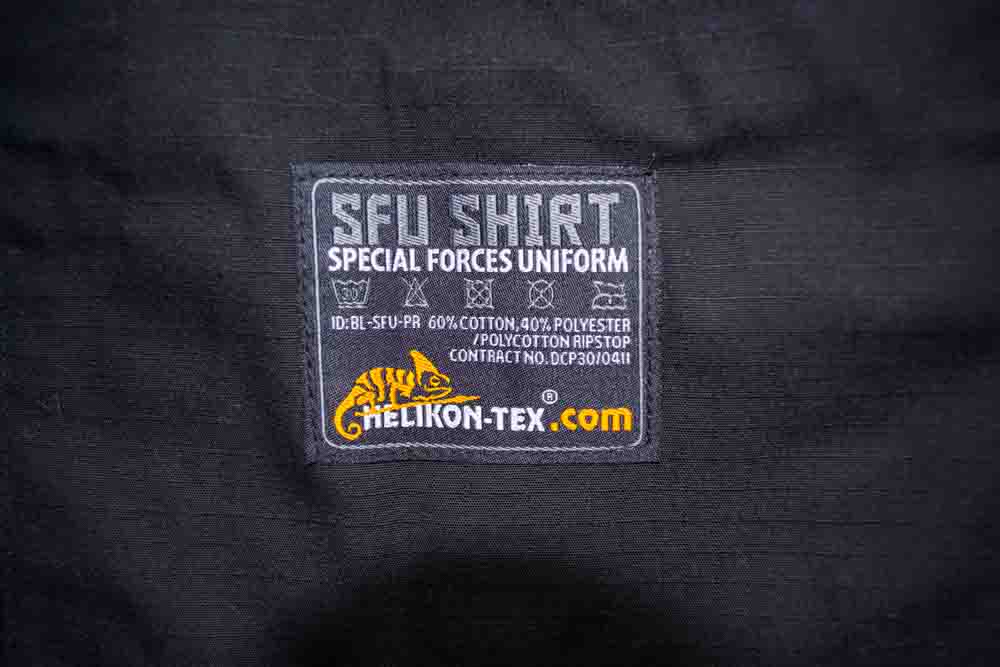 SFU SHIRT
SPECIAL FORCES UNIFORM
30
ID:BL-SFU-PR 60% COTTON, 40% POLYESTER
/POLYCOTTON RIPSTOP
CONTRACT NO. DCP30/0411
HELIKON-TEX®.com